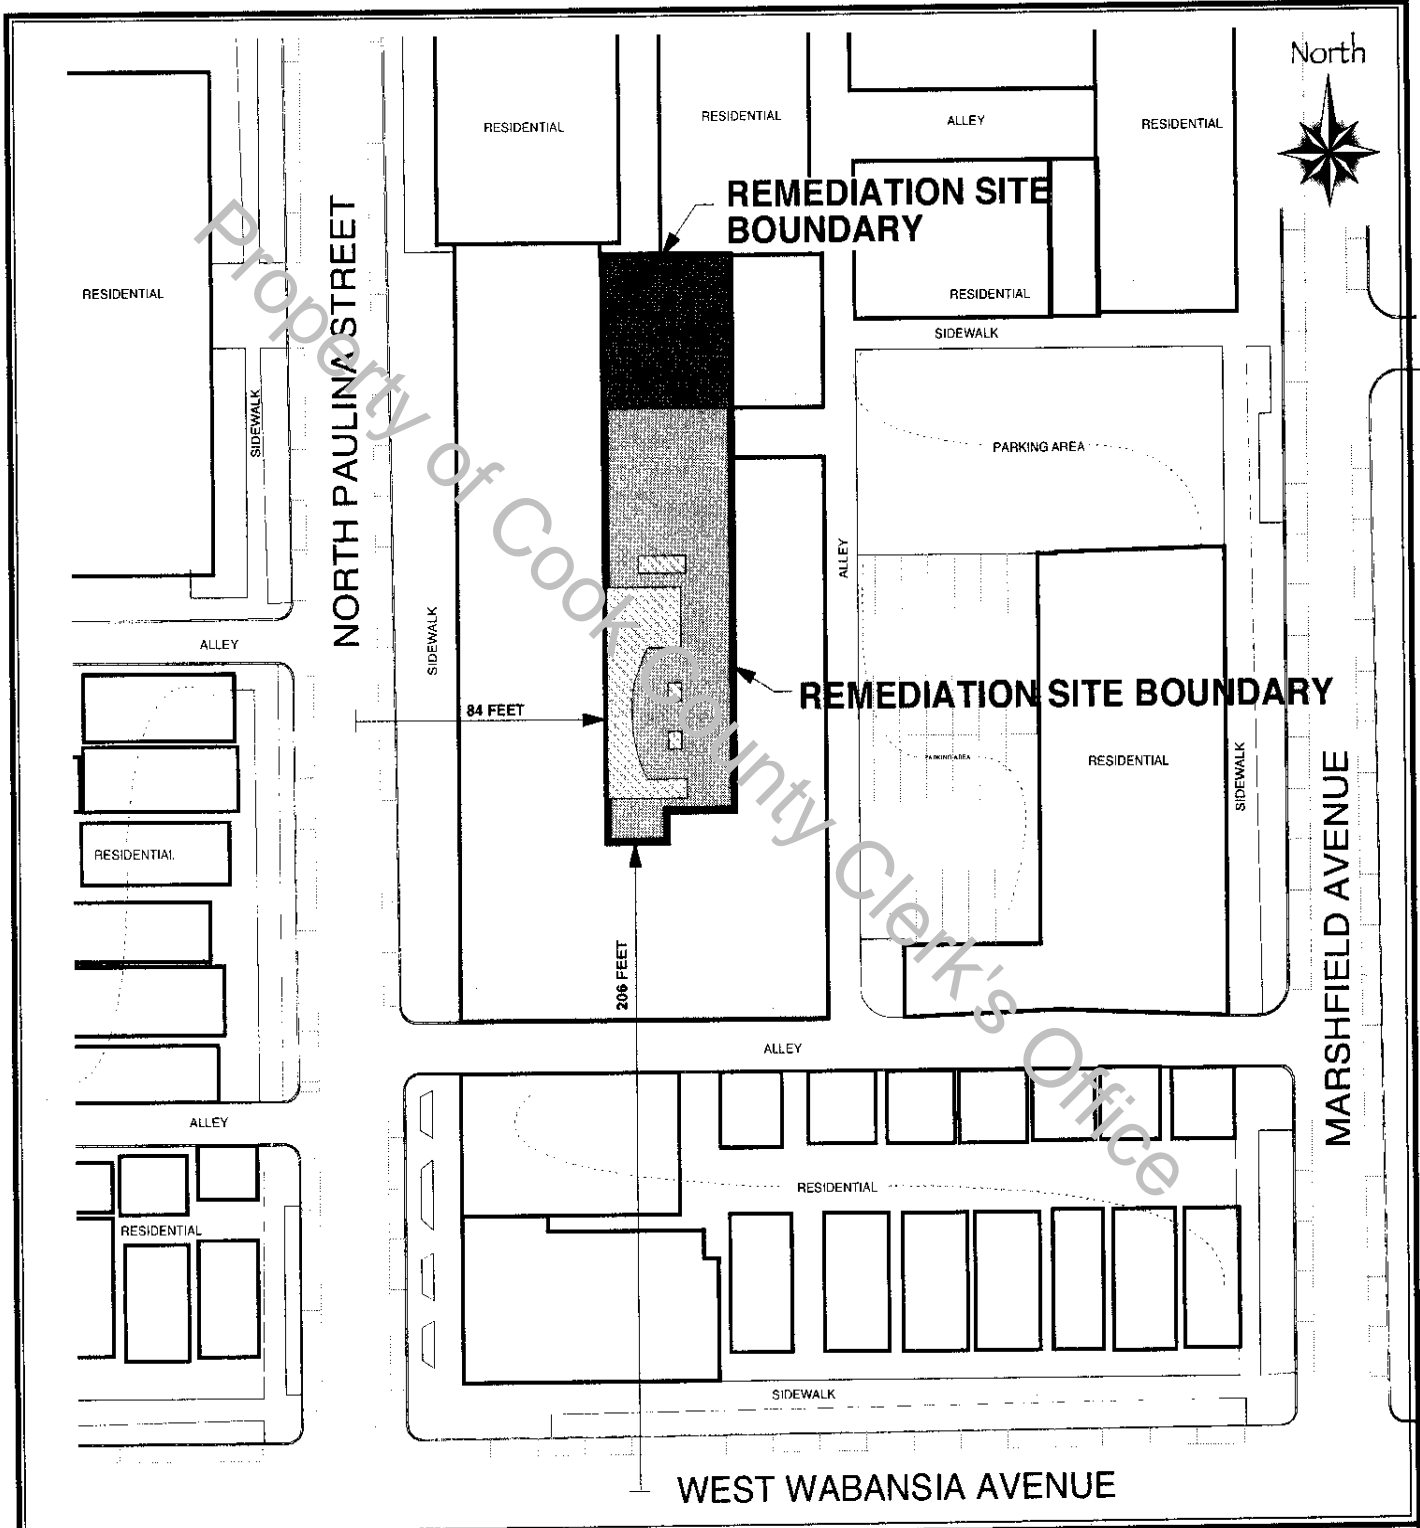 North
RESIDENTIAL
RESIDENTIAL
ALLEY
RESIDENTIAL
REMEDIATION SITE
BOUNDARY
NORTH PAULINA STREET
RESIDENTIAL
RESIDENTIAL
SIDEWALK
SIDEWALK
PARKING AREA
ALLEY
SIDEWALK
ALLEY
REMEDIATION SITE BOUNDARY
84 FEET
PARKING AREA
RESIDENTIAL
SIDEWALK
MARSHFIELD AVENUE
RESIDENTIAL
206 FEET
ALLEY
ALLEY
RESIDENTIAL
RESIDENTIAL
SIDEWALK
WEST WABANSIA AVENUE
Property of Cook County Clerk's Office